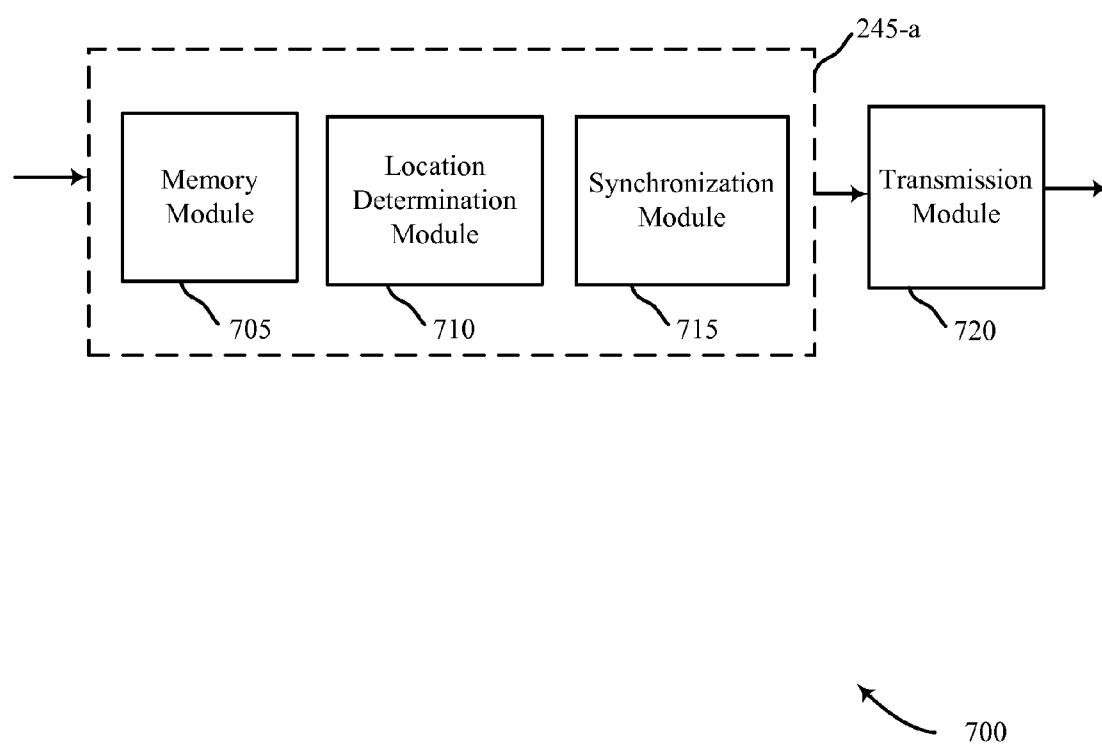 245-a
Memory
Module
Location
Determination
Module
Synchronization
Module
Transmission
Module
705
710
715
720
700